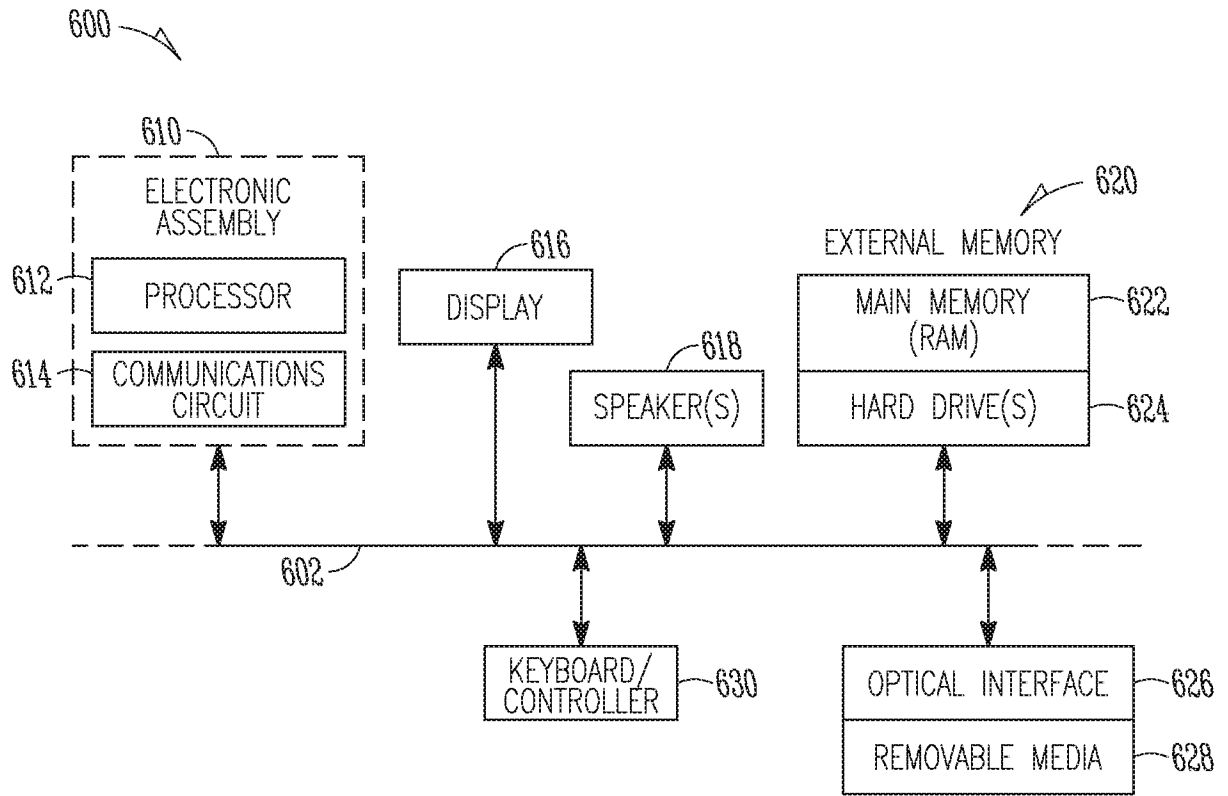 600
610
ELECTRONIC
ASSEMBLY
612
PROCESSOR
614
COMMUNICATIONS
CIRCUIT
616
DISPLAY
618
SPEAKER(S)
620
EXTERNAL MEMORY
MAIN MEMORY
(RAM)
622
HARD DRIVE(S)
624
602
KEYBOARD/
CONTROLLER
630
OPTICAL INTERFACE
626
REMOVABLE MEDIA
628